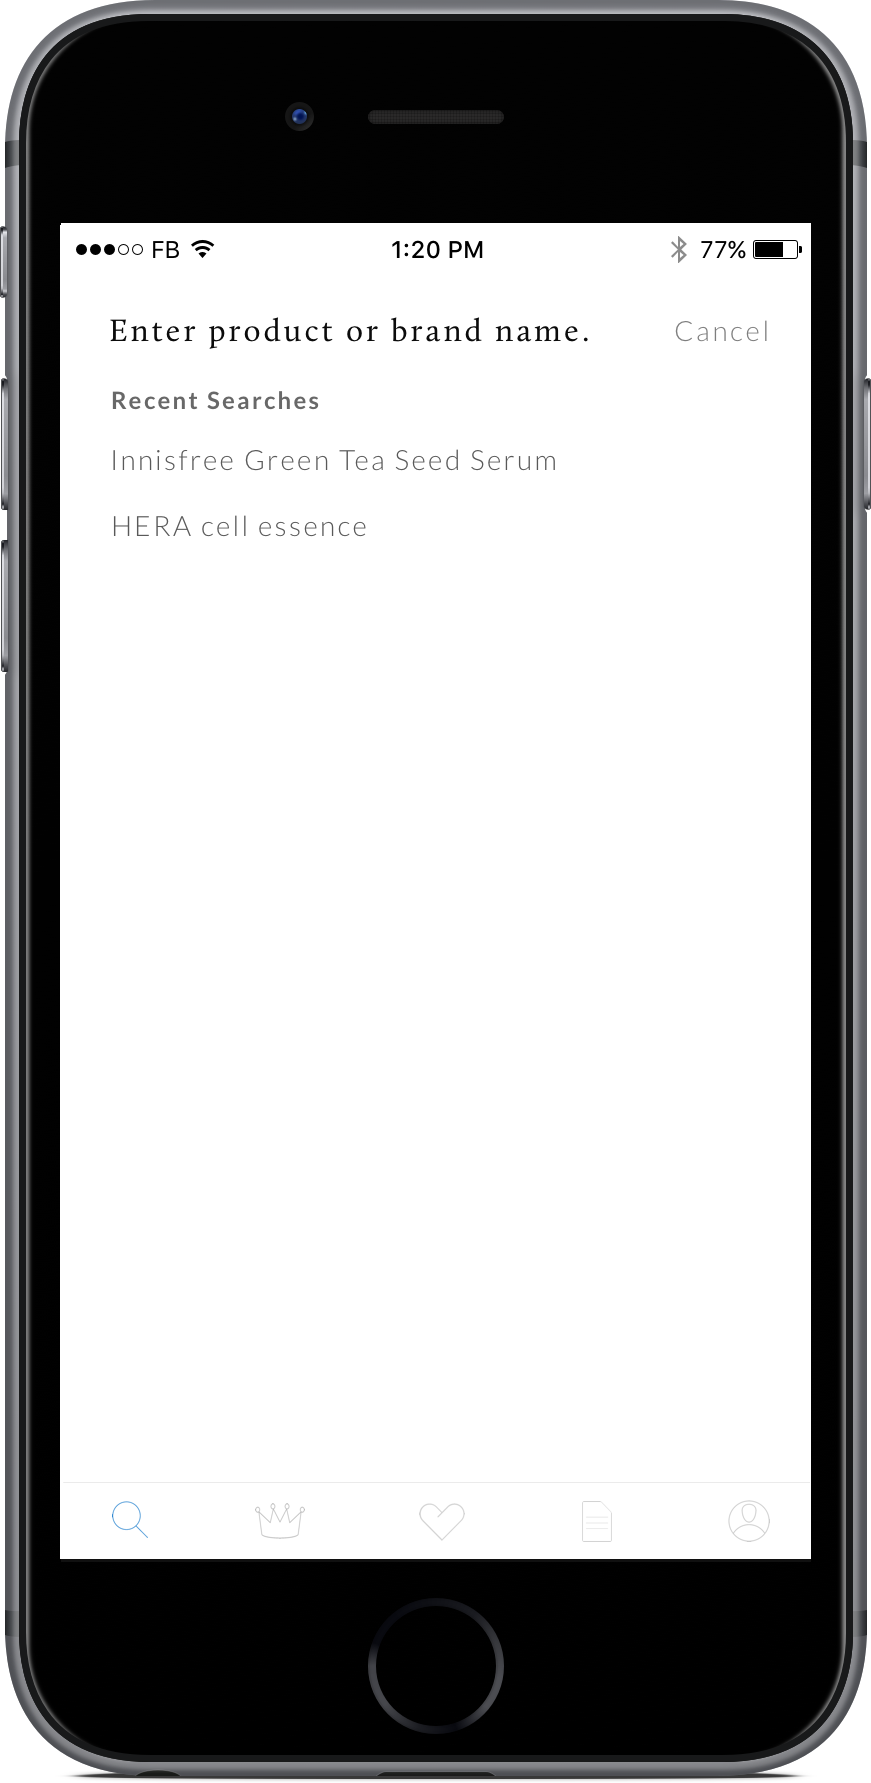 FB 1:20 PM 77%
Enter product or brand name. Cancel
Recent Searches
Innisfree Green Tea Seed Serum
HERA cell essence